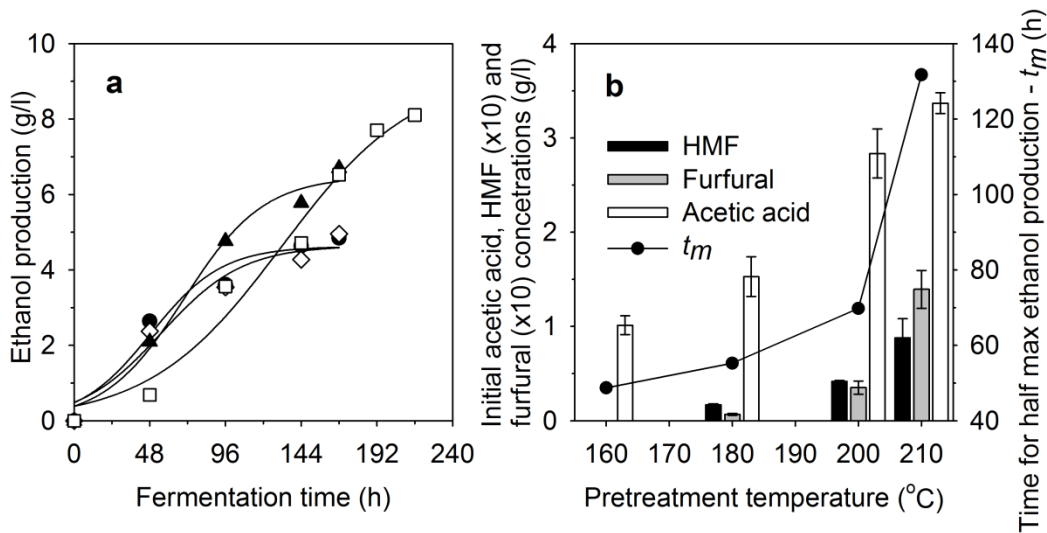 a
Ethanol production (g/l)
10
8
6
4
2
0
0 48 96 144 192 240
Fermentation time (h)
b
Initial acetic acid, HMF (x10) and
furfural (x10) concetrations (g/l)
4
3
2
1
0
HMF
Furfural
Acetic acid
tm
160 170 180 190 200 210
Pretreatment temperature (°C)
140
120
100
80
60
40
Time for half max ethanol production - tm (h)